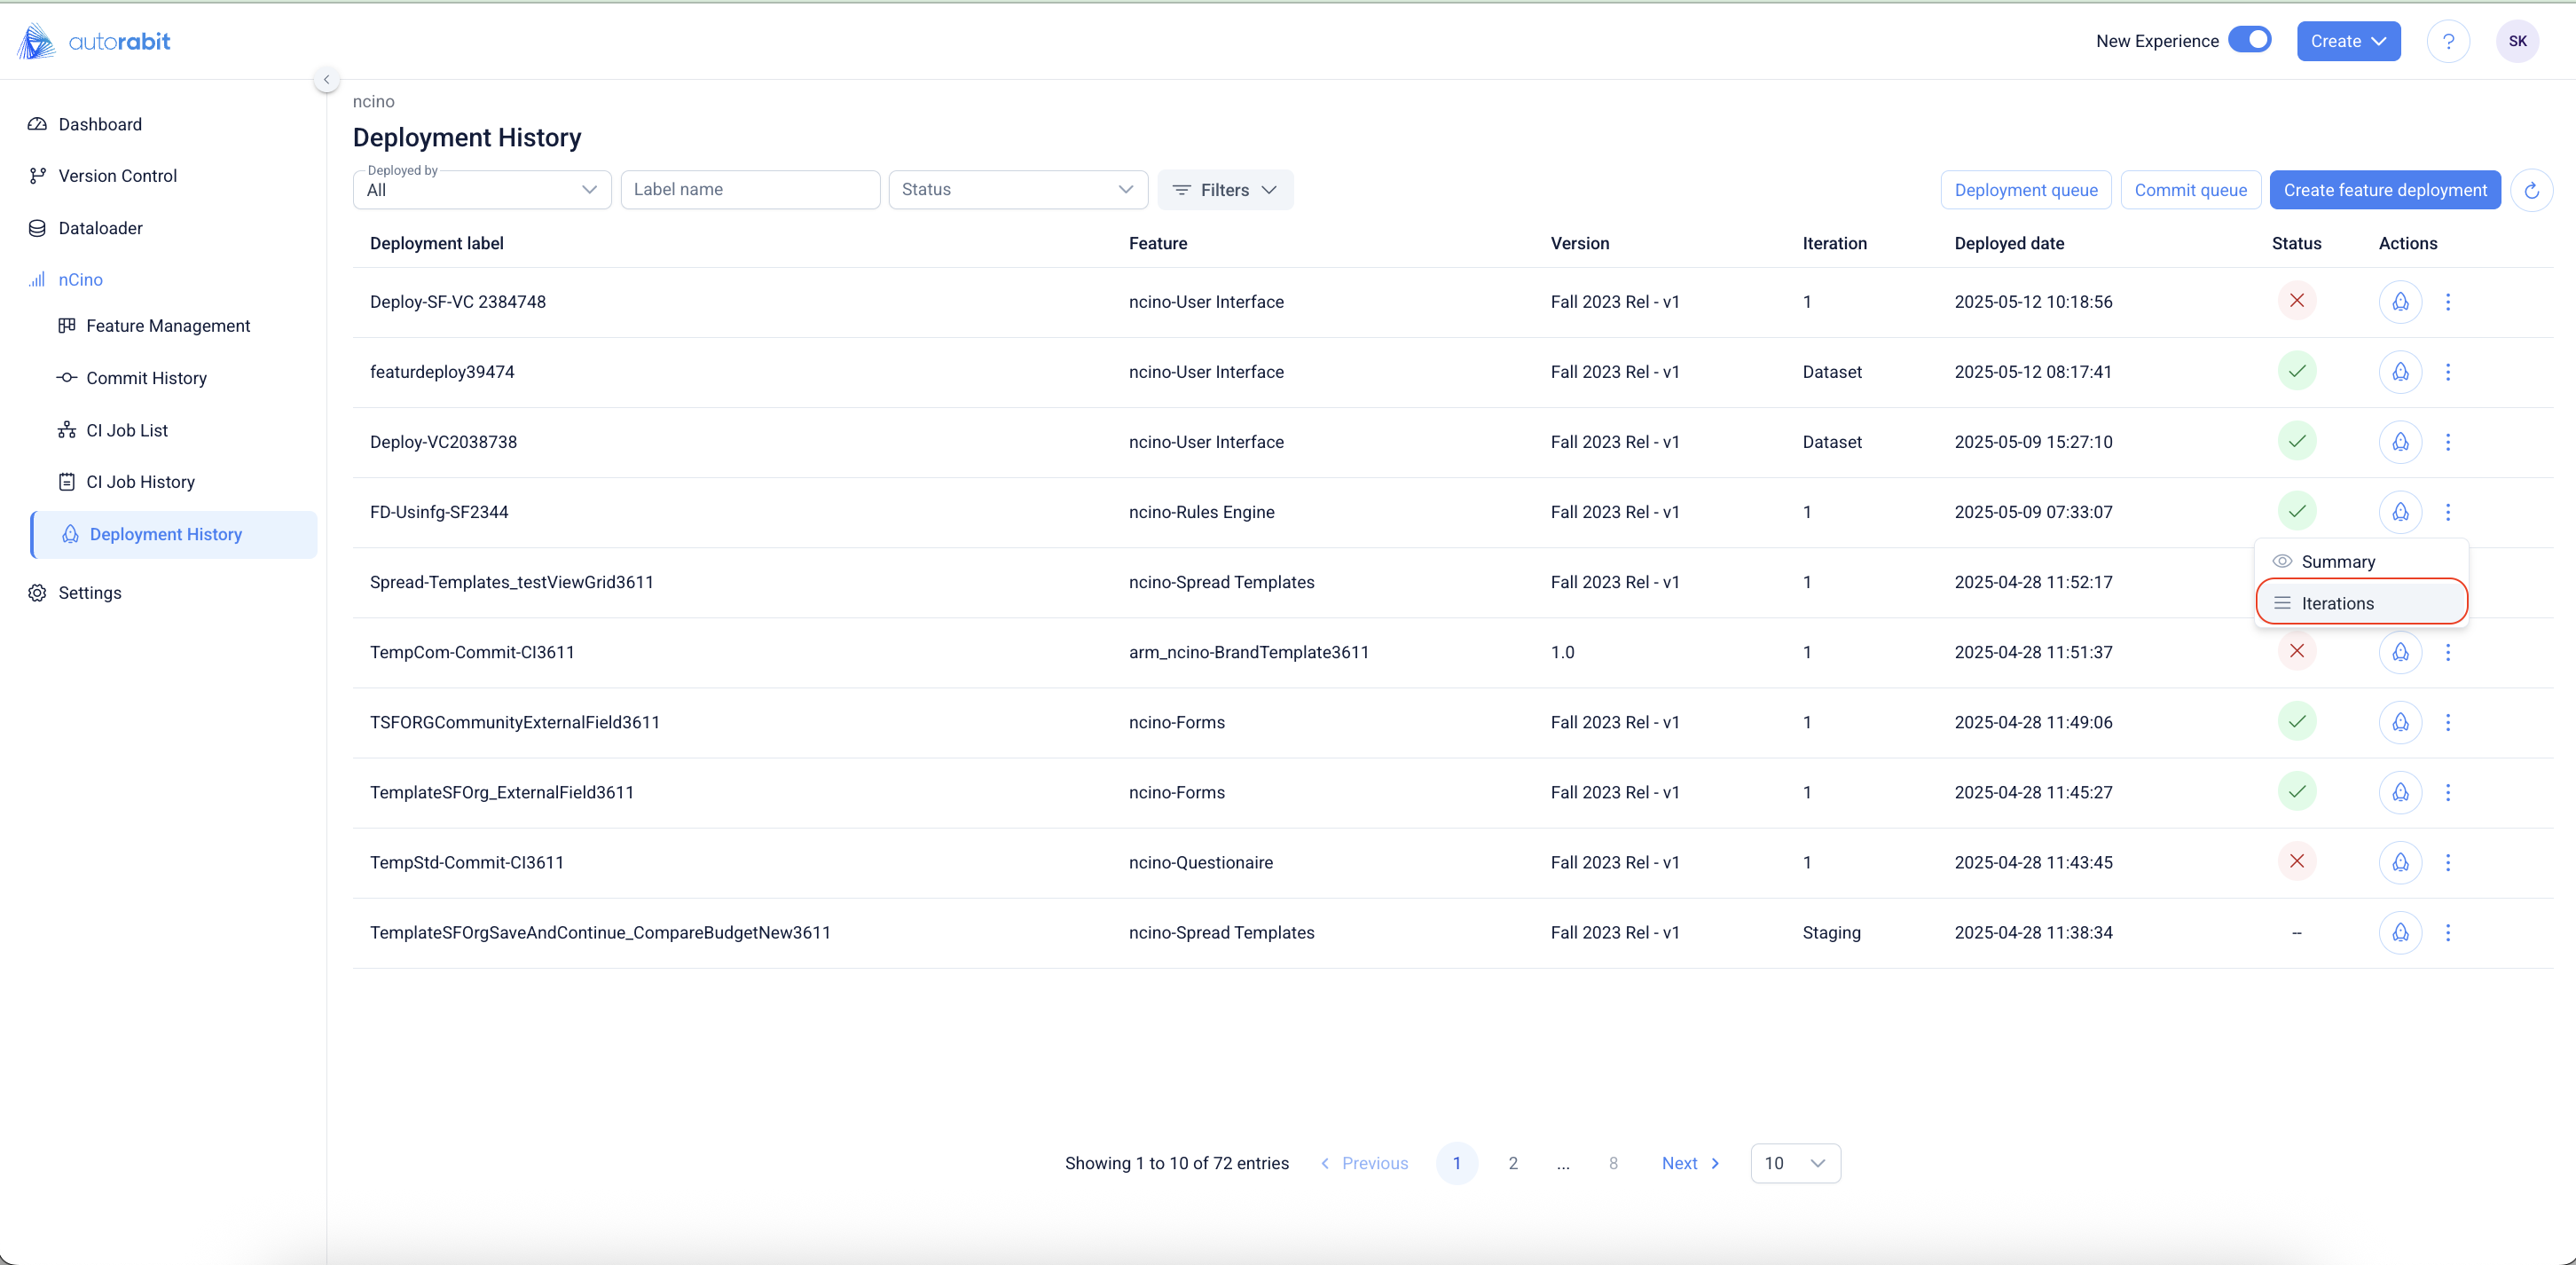 autorabit
New Experience
Create
?
SK
Dashboard
Version Control
Dataloader
nCino
Feature Management
Commit History
CI Job List
CI Job History
Deployment History
Settings
ncino
Deployment History
Deployed by
All
Label name
Status
Filters
Deployment queue
Commit queue
Create feature deployment
Deployment label Feature Version Iteration Deployed date Status Actions
Deploy-SF-VC 2384748 ncino-User Interface Fall 2023 Rel - v1 1 2025-05-12 10:18:56
featurdeploy39474 ncino-User Interface Fall 2023 Rel - v1 Dataset 2025-05-12 08:17:41
Deploy-VC2038738 ncino-User Interface Fall 2023 Rel - v1 Dataset 2025-05-09 15:27:10
FD-Usinfg-SF2344 ncino-Rules Engine Fall 2023 Rel - v1 1 2025-05-09 07:33:07
Summary
Iterations
Spread-Templates_testViewGrid3611 ncino-Spread Templates Fall 2023 Rel - v1 1 2025-04-28 11:52:17
TempCom-Commit-CI3611 arm_ncino-BrandTemplate3611 1.0 1 2025-04-28 11:51:37
TSFORGCommunityExternalField3611 ncino-Forms Fall 2023 Rel - v1 1 2025-04-28 11:49:06
TemplateSFOrg_ExternalField3611 ncino-Forms Fall 2023 Rel - v1 1 2025-04-28 11:45:27
TempStd-Commit-CI3611 ncino-Questionaire Fall 2023 Rel - v1 1 2025-04-28 11:43:45
TemplateSFOrgSaveAndContinue_CompareBudgetNew3611 ncino-Spread Templates Fall 2023 Rel - v1 Staging 2025-04-28 11:38:34 --
Showing 1 to 10 of 72 entries Previous 1 2 ... 8 Next 10